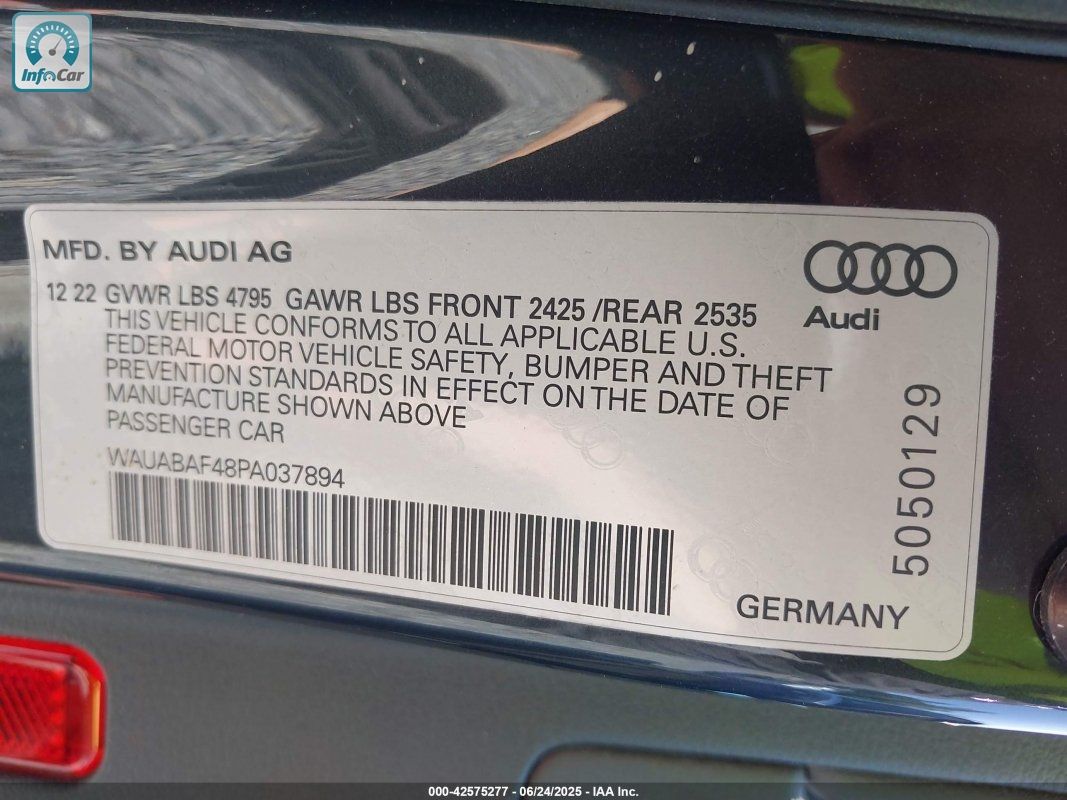 InfoCar
MFD. BY AUDI AG
Audi
12 22 GVWR LBS 4795 GAWR LBS FRONT 2425 /REAR 2535
THIS VEHICLE CONFORMS TO ALL APPLICABLE U.S.
FEDERAL MOTOR VEHICLE SAFETY, BUMPER AND THEFT
PREVENTION STANDARDS IN EFFECT ON THE DATE OF
MANUFACTURE SHOWN ABOVE
PASSENGER CAR
WAUABAF48PA037894
5050129
GERMANY
000-42575277 - 06/24/2025 - IAA Inc.